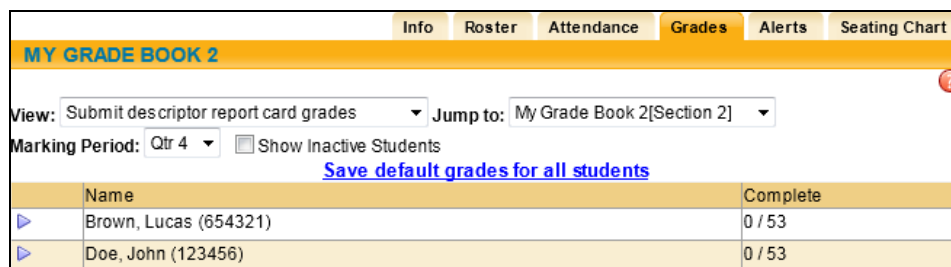 Info Roster Attendance Grades Alerts Seating Chart
MY GRADE BOOK 2
View: Submit descriptor report card grades Jump to: My Grade Book 2[Section 2]
Marking Period: Qtr 4 Show Inactive Students
Save default grades for all students
Name Complete
Brown, Lucas (654321) 0 / 53
Doe, John (123456) 0 / 53